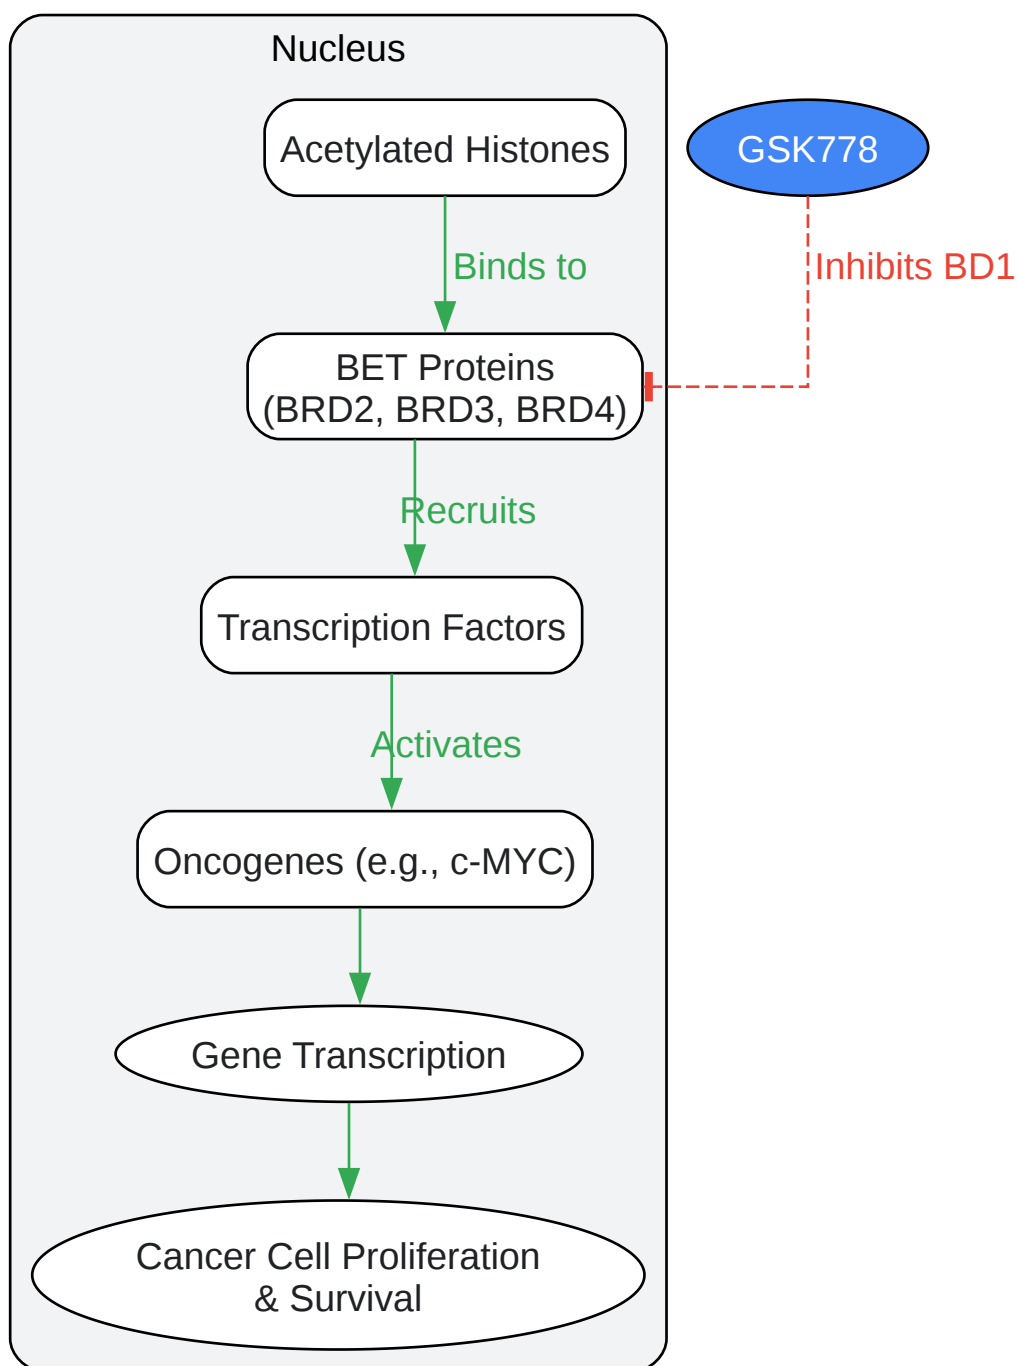 Nucleus
Acetylated Histones
GSK778
Binds to
Inhibits BD1
BET Proteins
(BRD2, BRD3, BRD4)
Recruits
Transcription Factors
Activates
Oncogenes (e.g., c-MYC)
Gene Transcription
Cancer Cell Proliferation
& Survival